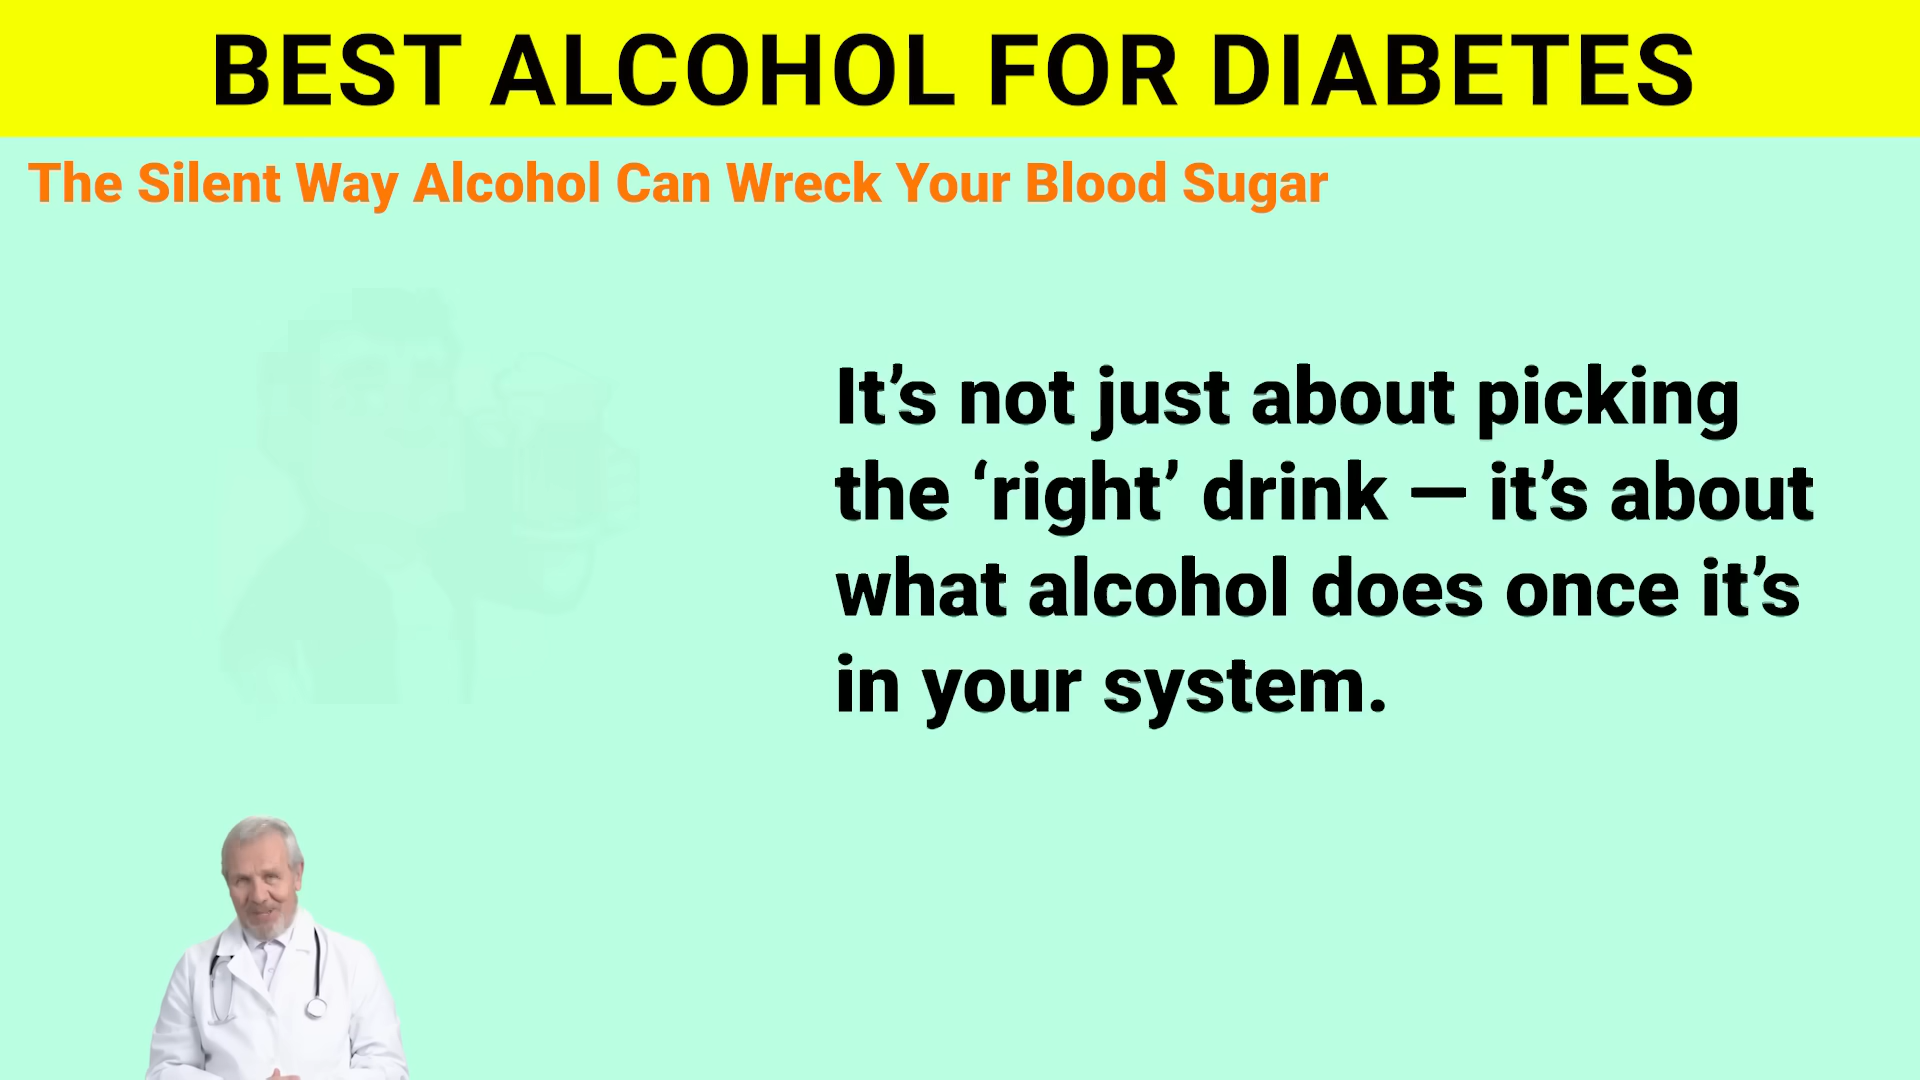 BEST ALCOHOL FOR DIABETES
The Silent Way Alcohol Can Wreck Your Blood Sugar
It’s not just about picking
the ‘right’ drink — it’s about
what alcohol does once it’s
in your system.